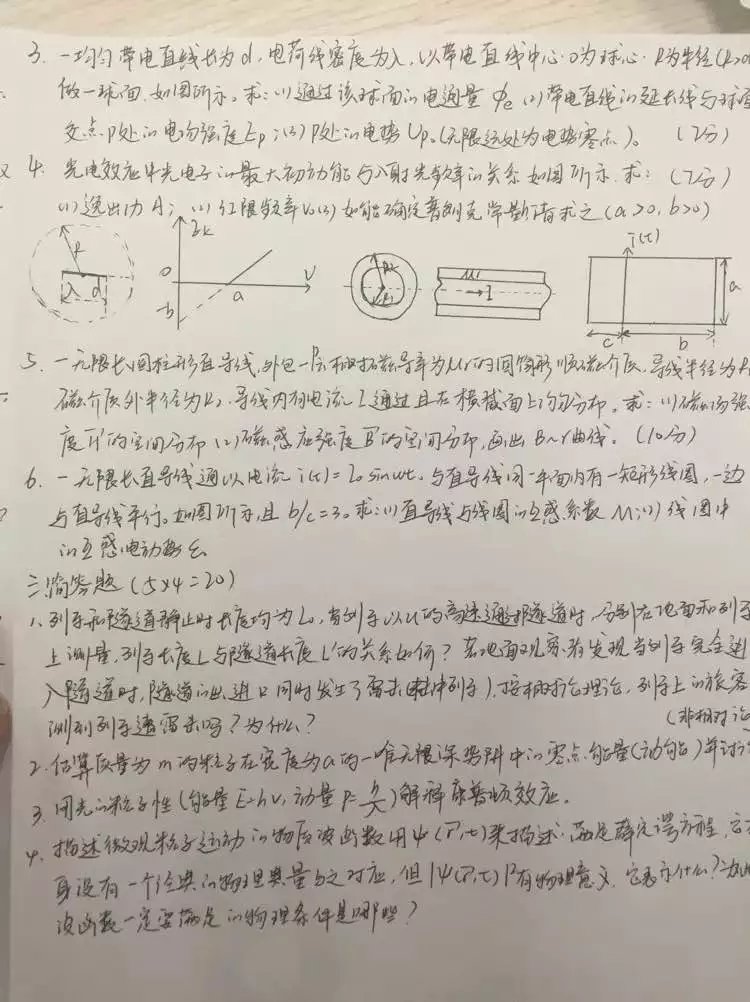 3. 一均匀带电直线长为d,电荷线密度为λ,以带电直线中心O为球心,R为半径(R>d
做一球面,如图所示。求:(1)通过该球面的电通量Φe (2)带电直线的延长线与球面
交点P处的电场强度Ep;(3)P处的电势Up。(无限远处为电势零点)。 (12分)
4. 光电效应中光电子的最大初动能与入射光频率的关系如图所示,求: (12分)
(1)逸出功A; (2)红限频率ν0 (3)如能确定普朗克常数h请求之(a>0, b>0)
R λ d
Ek 0 -b a ν
R2 R1
μr I
i(t) a c b
5. 一无限长圆柱形直导线,外包一层相对磁导率为μr的圆筒形顺磁介质,导线半径为R1
磁介质外半径为R2,导线内有电流I通过且在横截面上均匀分布。求:(1)磁场强
度H的空间分布(2)磁感应强度B的空间分布,画出B~r曲线。(10分)
6. 一无限长直导线通以电流i(t)=I0 sinωt,与直导线同一平面内有一矩形线圈,一边
与直导线平行。如图所示,且b/c=3。求:(1)直导线与线圈的互感系数M;(2)线圈中
的互感电动势ε
三、简答题(5×4=20)
1. 列车和隧道静止时长度均为L0,当列车以u的高速通过隧道时,分别在地面和列车
上测量,列车长度L与隧道长度L'的关系如何?若地面观察者发现当列车完全进
入隧道时,隧道的出、进口同时发生了雷击(未击中列车),按相对论理论,列车上的旅客
测到列车遭雷击吗?为什么?
(非相对论
2. 估算质量为m的粒子在宽度为a的一维无限深势阱中的零点能量(动能)并讨论
3. 用光的粒子性(能量E=hν,动量P=h/λ)解释康普顿效应。
4. 描述微观粒子运动的物质波函数用ψ(r,t)来描述,满足薛定谔方程,它
身没有一个经典的物理量与之对应,但|ψ(r,t)|²有物理意义,它表示什么?为此
波函数一定要满足的物理条件是哪些?